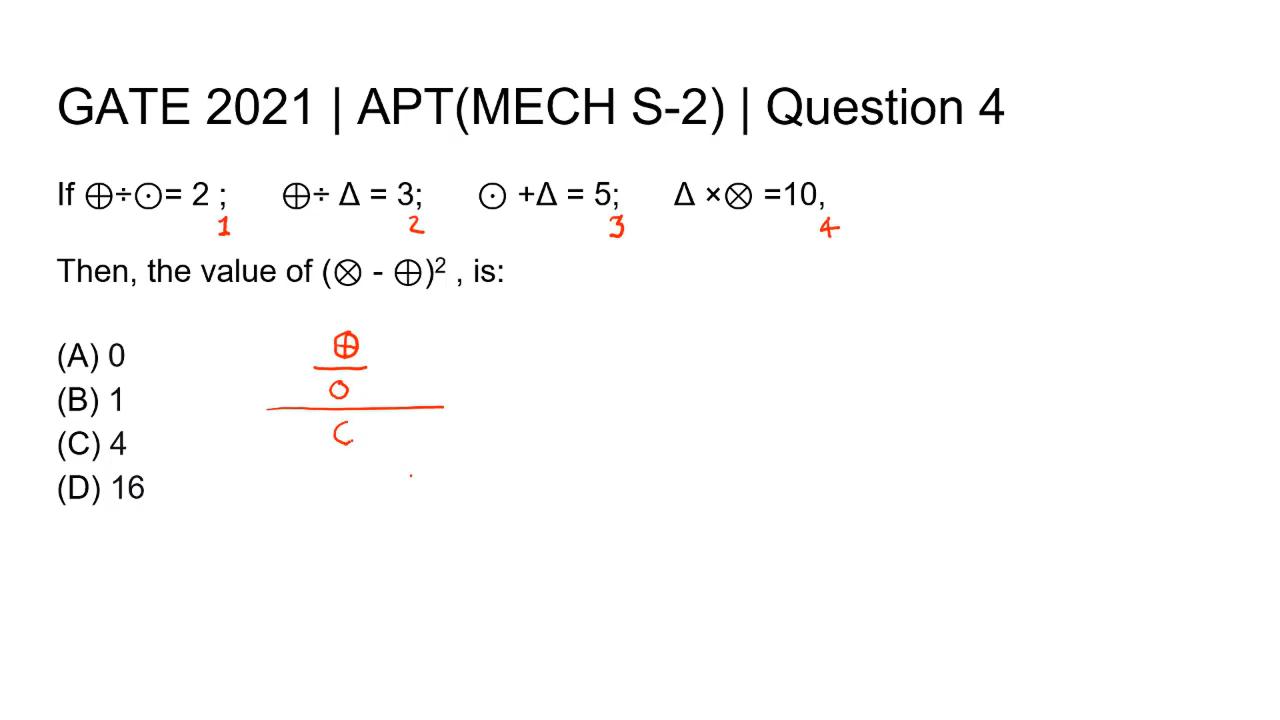 GATE 2021 | APT(MECH S-2) | Question 4
If ⊕÷⊙= 2 ; ⊕÷ Δ = 3; ⊙ +Δ = 5; Δ ×⊗ =10,
1 2 3 4
Then, the value of (⊗ - ⊕)² , is:
(A) 0
(B) 1
(C) 4
(D) 16
⊕
O
C